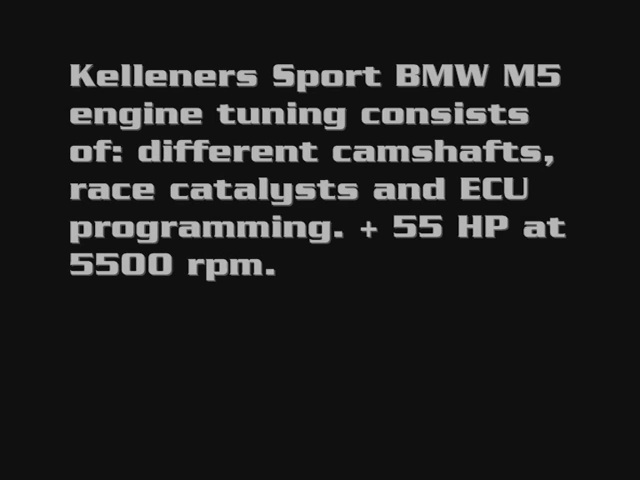 Kelleners Sport BMW M5
engine tuning consists
of: different camshafts,
race catalysts and ECU
programming. + 55 HP at
5500 rpm.